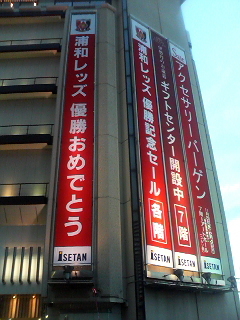 浦和レッズ 優勝おめでとう
ISETAN
浦和レッズ 優勝記念セール 各階
ISETAN
ギフトセンター 開設中 7階
アクセサリーバーゲン
ISETAN